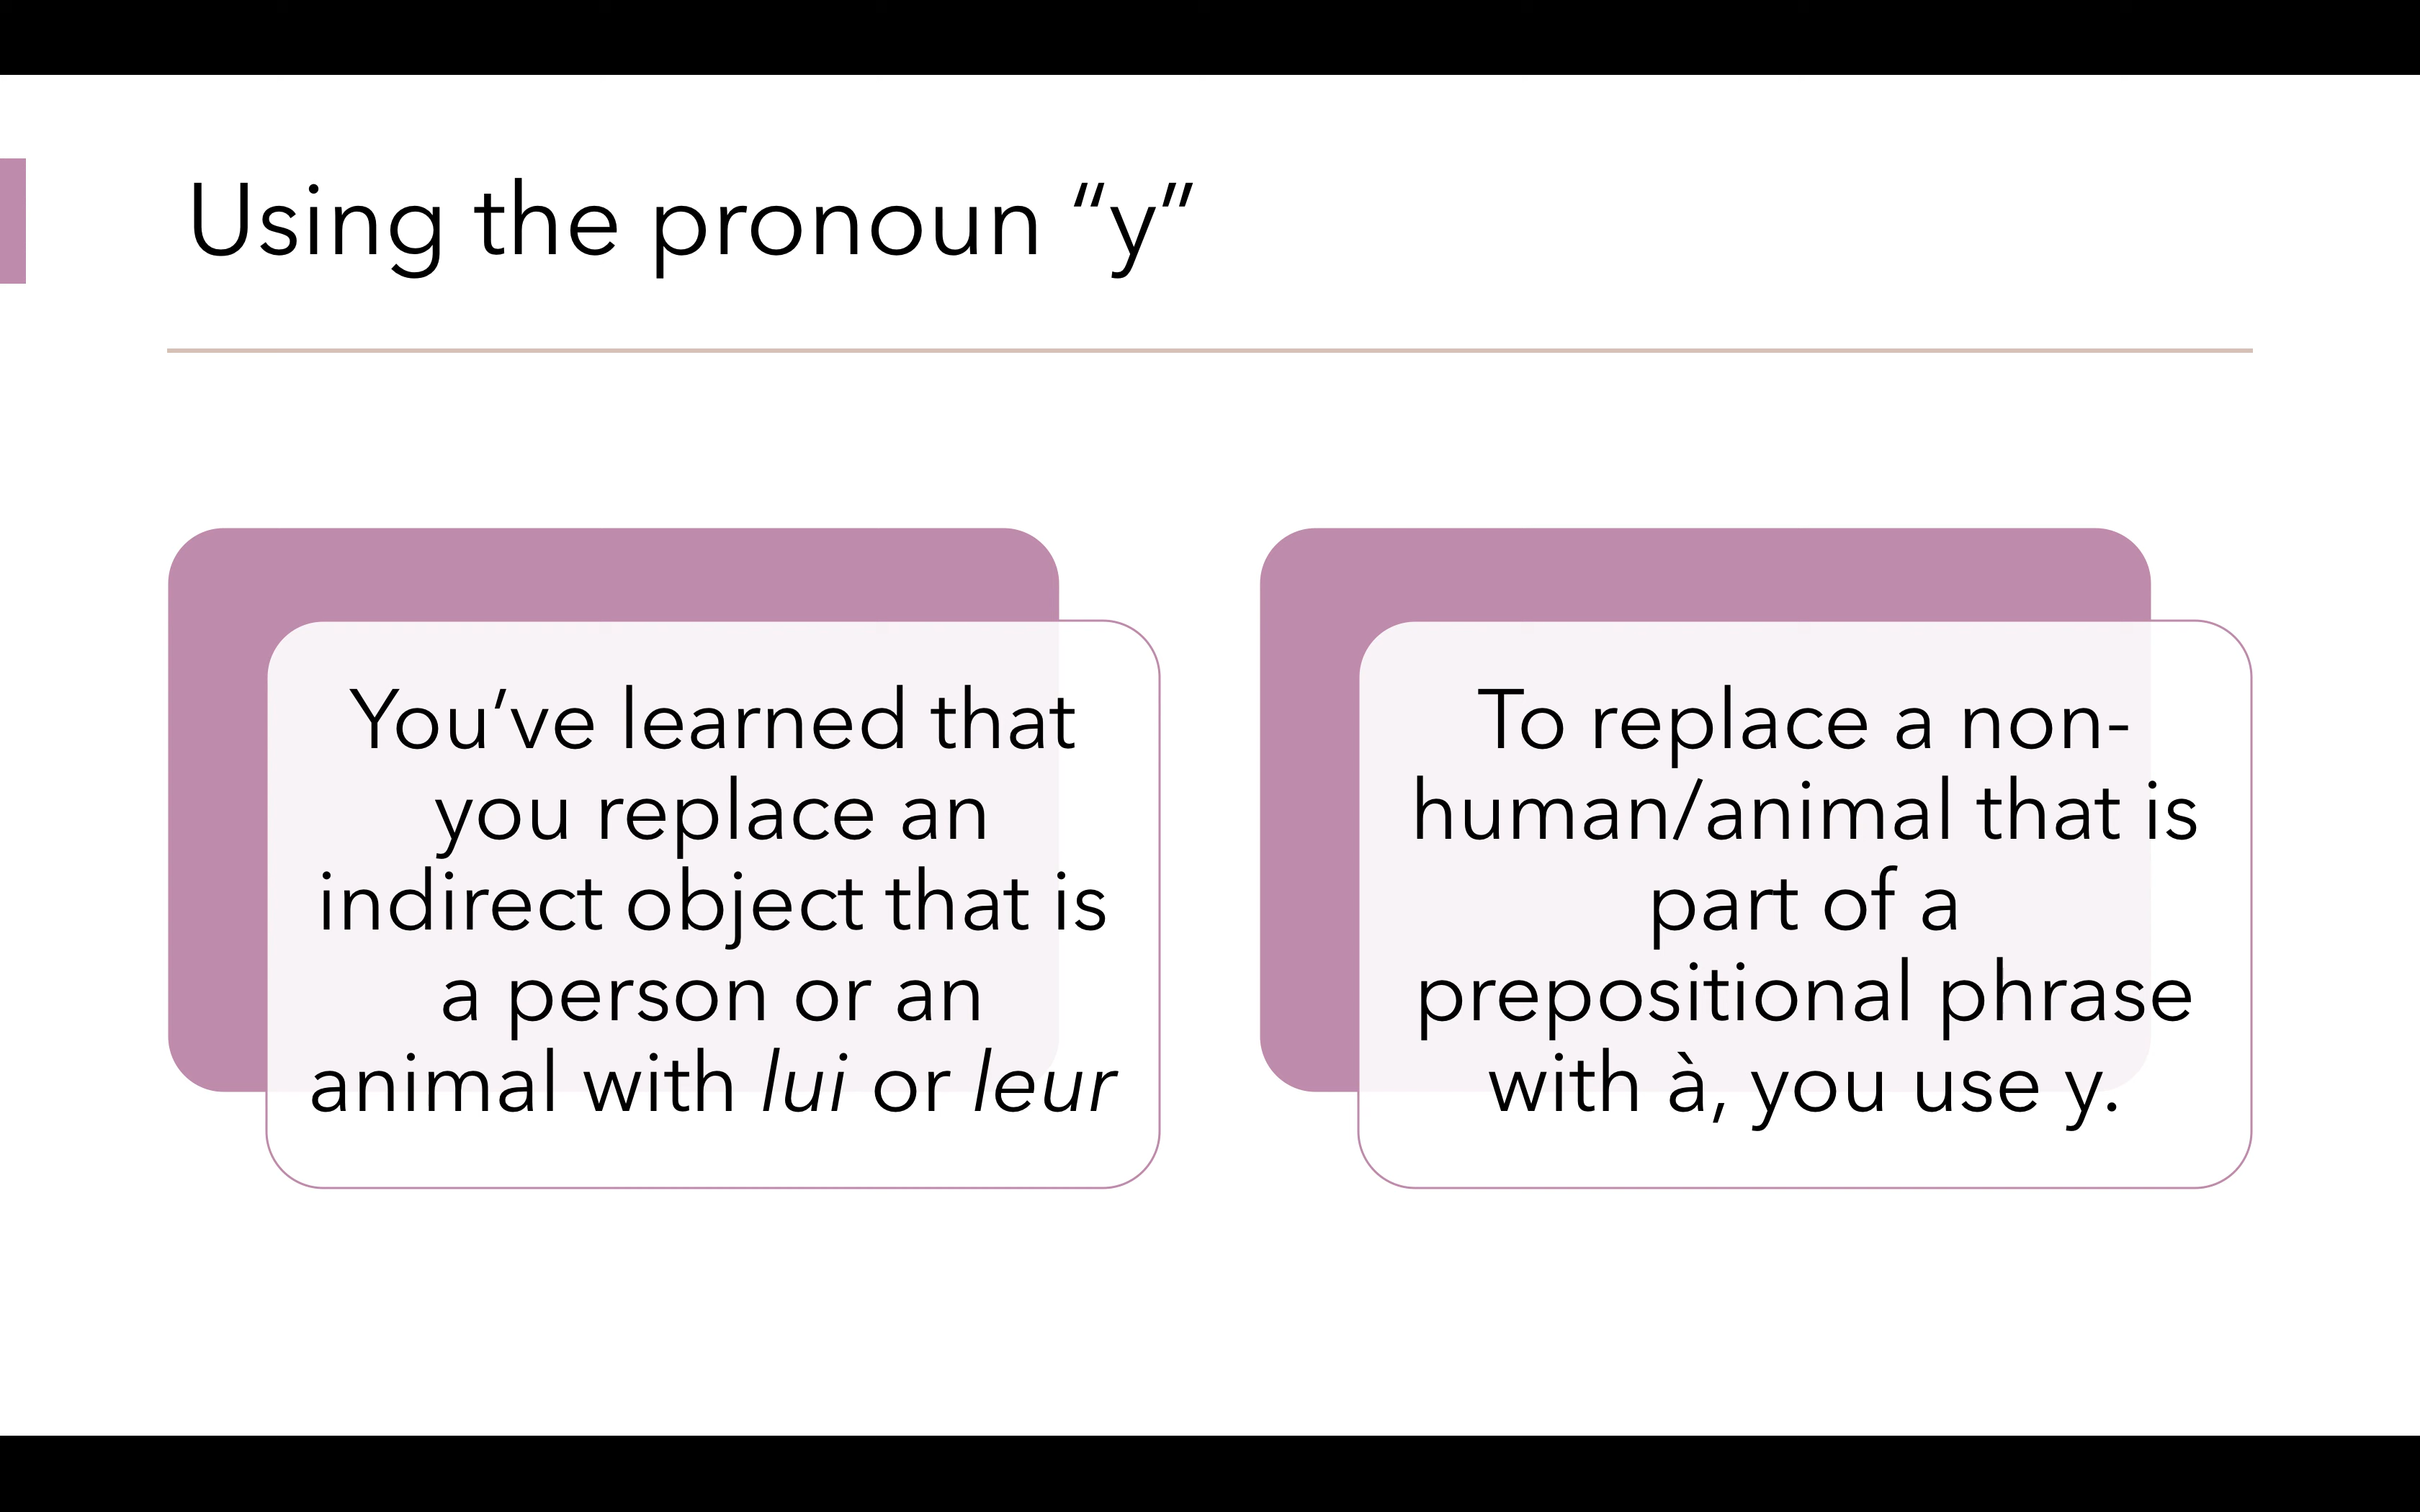 Using the pronoun “y”
You‘ve learned that
you replace an
indirect object that is
a person or an
animal with lui or leur
To replace a non-
human/animal that is
part of a
prepositional phrase
with à, you use y.